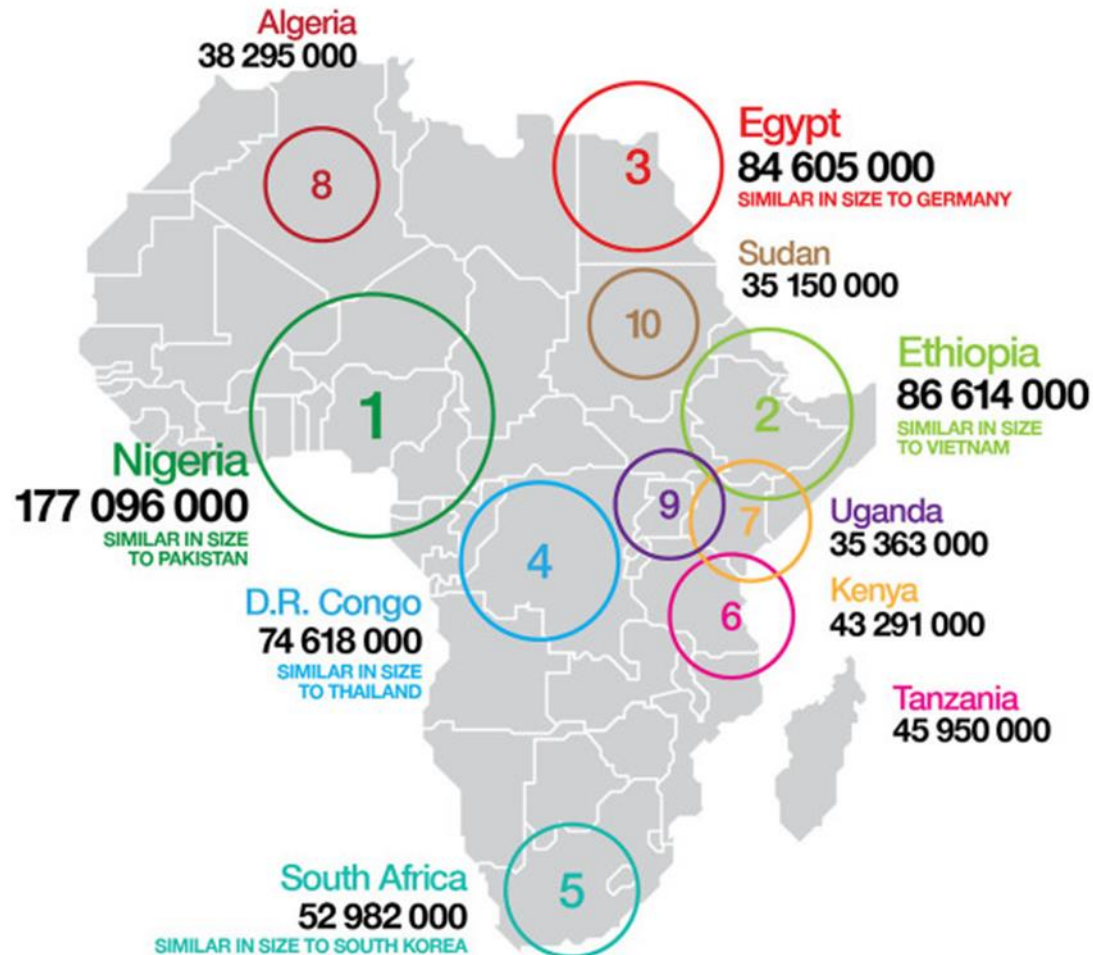 Algeria
38 295 000
8
3
Egypt
84 605 000
SIMILAR IN SIZE TO GERMANY
Sudan
35 150 000
10
Ethiopia
86 614 000
SIMILAR IN SIZE
TO VIETNAM
2
1
Nigeria
177 096 000
SIMILAR IN SIZE
TO PAKISTAN
9
7
Uganda
35 363 000
4
D.R. Congo
74 618 000
SIMILAR IN SIZE
TO THAILAND
Kenya
43 291 000
6
Tanzania
45 950 000
5
South Africa
52 982 000
SIMILAR IN SIZE TO SOUTH KOREA